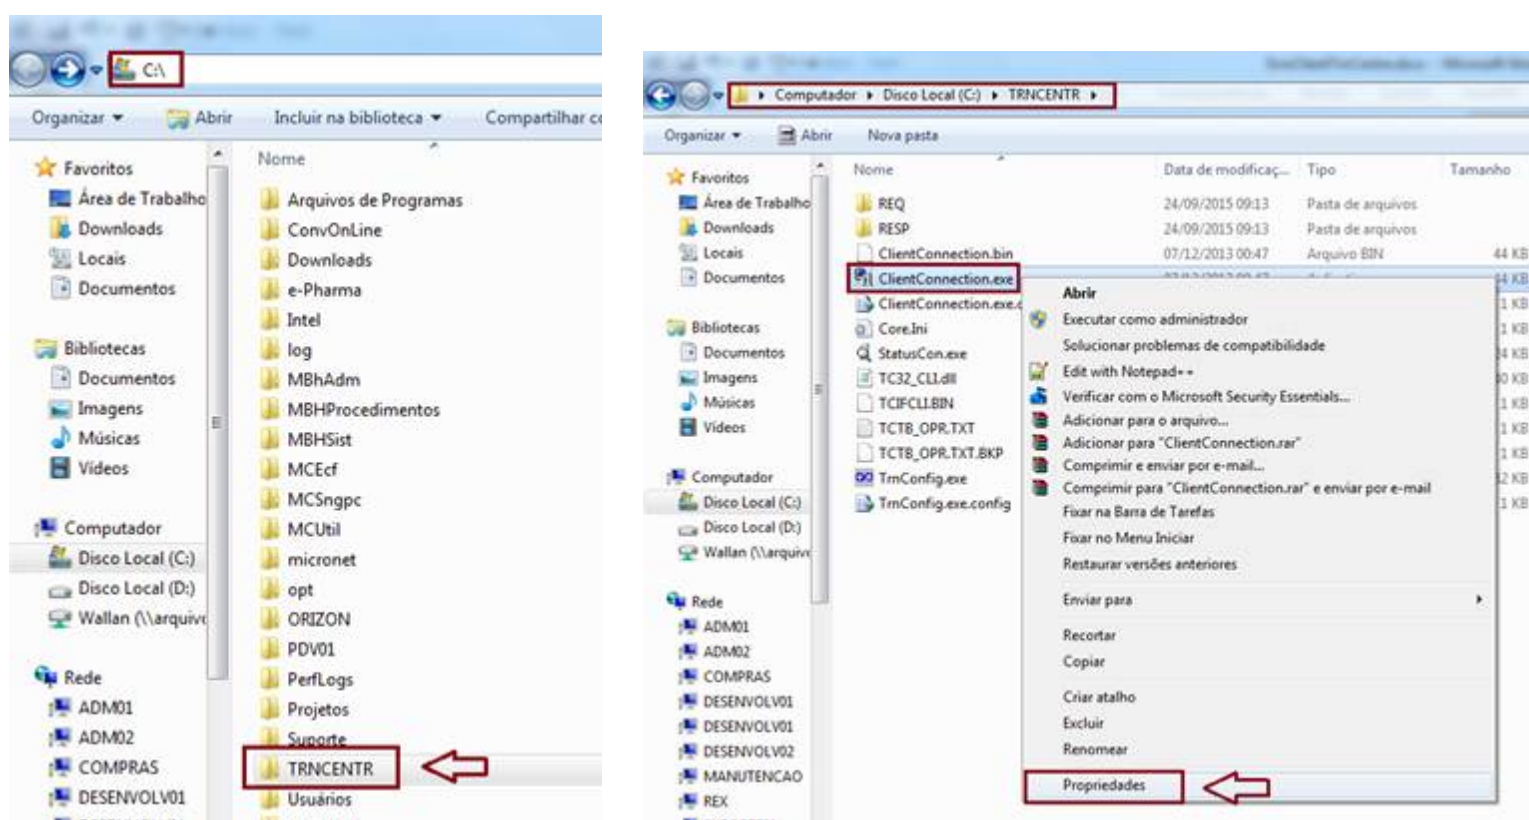 C:\
Organizar
Abrir
Incluir na biblioteca
Compartilhar
Favoritos
Área de Trabalho
Downloads
Locais
Documentos
Bibliotecas
Documentos
Imagens
Músicas
Vídeos
Computador
Disco Local (C:)
Disco Local (D:)
Wallan (\\arquivo
Rede
ADM01
ADM02
COMPRAS
DESENVOLV01
Nome
Arquivos de Programas
ConvOnLine
Downloads
e-Pharma
Intel
log
MBhAdm
MBHProcedimentos
MBHSist
MCEcf
MCSngpc
MCUtil
micronet
opt
ORIZON
PDV01
PerfLogs
Projetos
Suporte
TRNCENTR
Usuários
Computador Disco Local (C:) TRNCENTR
Organizar
Abrir
Nova pasta
Favoritos
Área de Trabalho
Downloads
Locais
Documentos
Bibliotecas
Documentos
Imagens
Músicas
Vídeos
Computador
Disco Local (C:)
Disco Local (D:)
Wallan (\\arquivo
Rede
ADM01
ADM02
COMPRAS
DESENVOLV01
DESENVOLV01
DESENVOLV02
MANUTENCAO
REX
Nome Data de modificaç... Tipo Tamanho
REQ 24/09/2015 09:13 Pasta de arquivos
RESP 24/09/2015 09:13 Pasta de arquivos
ClientConnection.bin 07/12/2013 00:47 Arquivo BIN 44 KB
ClientConnection.exe
ClientConnection.exe.c
Core.Ini
StatusCon.exe
TC32_CLI.dll
TCIFCLI.BIN
TCTB_OPR.TXT
TCTB_OPR.TXT.BKP
TrnConfig.exe
TrnConfig.exe.config
Abrir
Executar como administrador
Solucionar problemas de compatibilidade
Edit with Notepad++
Verificar com o Microsoft Security Essentials...
Adicionar para o arquivo...
Adicionar para "ClientConnection.rar"
Comprimir e enviar por e-mail...
Comprimir para "ClientConnection.rar" e enviar por e-mail
Fixar na Barra de Tarefas
Fixar no Menu Iniciar
Restaurar versões anteriores
Enviar para
Recortar
Copiar
Criar atalho
Excluir
Renomear
Propriedades